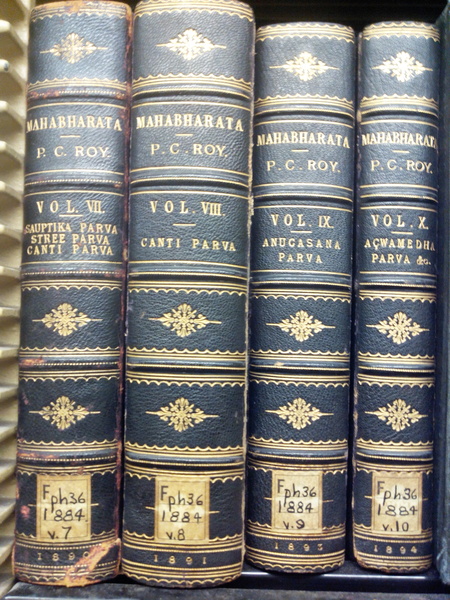 MAHABHARATA
P. C. ROY.
VOL. VII.
SAUPTIKA PARVA
STREE PARVA
CANTI PARVA
Fph36
1884
v.7
MAHABHARATA
P. C. ROY.
VOL. VIII.
CANTI PARVA
Fph36
1884
v.8
1891
MAHABHARATA
P. C. ROY.
VOL. IX.
ANUCASANA
PARVA
Fph36
1884
v.9
1893
MAHABHARATA
P. C. ROY.
VOL. X.
AÇWAMEDHA
PARVA &c.
Fph36
1884
v.10
1894